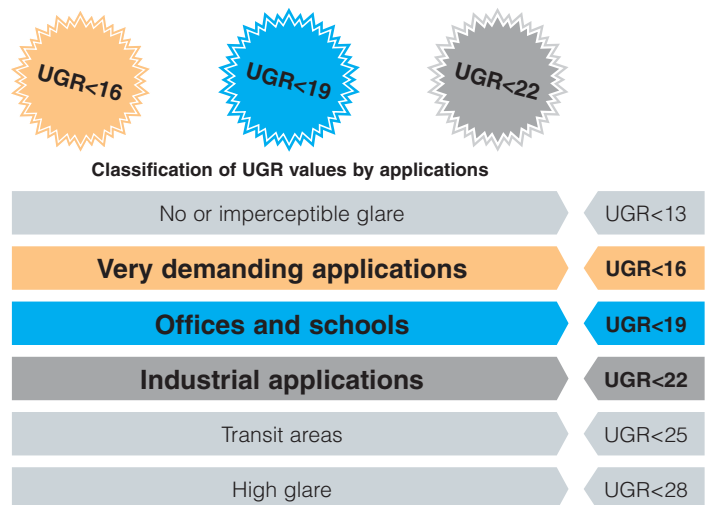 UGR<16
UGR<19
UGR<22
Classification of UGR values by applications
No or imperceptible glare UGR<13
Very demanding applications UGR<16
Offices and schools UGR<19
Industrial applications UGR<22
Transit areas UGR<25
High glare UGR<28